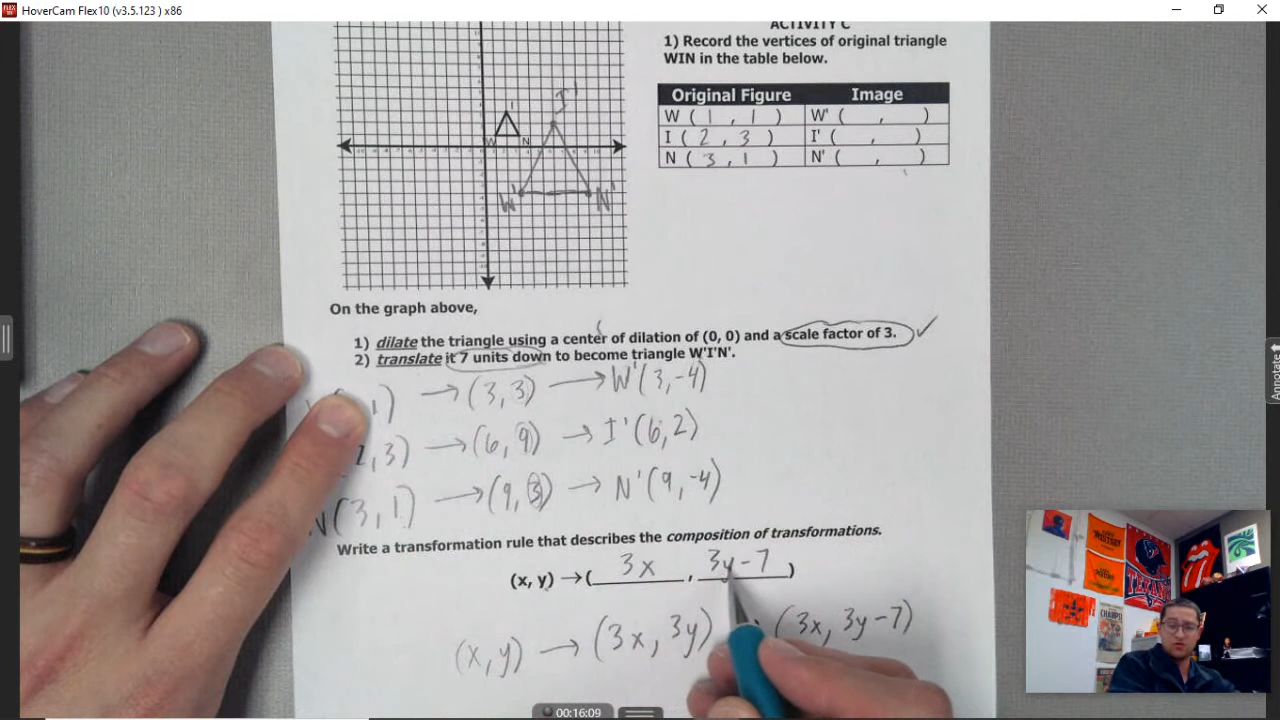 HoverCam Flex10 (v3.5.123 ) x86
ACTIVITY C
1) Record the vertices of original triangle
WIN in the table below.
Original Figure Image
W ( 1 , 1 ) W' ( , )
I ( 2 , 3 ) I' ( , )
N ( 3 , 1 ) N' ( , )
I'
I
W N
W' N'
On the graph above,
1) dilate the triangle using a center of dilation of (0, 0) and a scale factor of 3. ✓
2) translate it 7 units down to become triangle W'I'N'.
1) → (3, 3) → W'(3, -4)
2, 3) → (6, 9) → I'(6, 2)
N(3, 1) → (9, 3) → N'(9, -4)
Write a transformation rule that describes the composition of transformations.
(x, y) → ( 3x , 3y-7 )
(x, y) → (3x, 3y) (3x, 3y-7)
TEXANS
Annotate
00:16:09